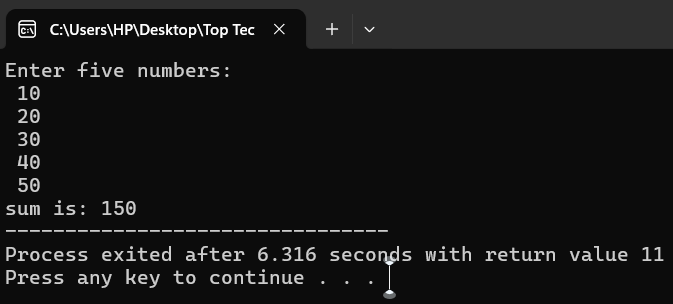 C:\Users\HP\Desktop\Top Tec
Enter five numbers:
10
20
30
40
50
sum is: 150
--------------------------------
Process exited after 6.316 seconds with return value 11
Press any key to continue . . .